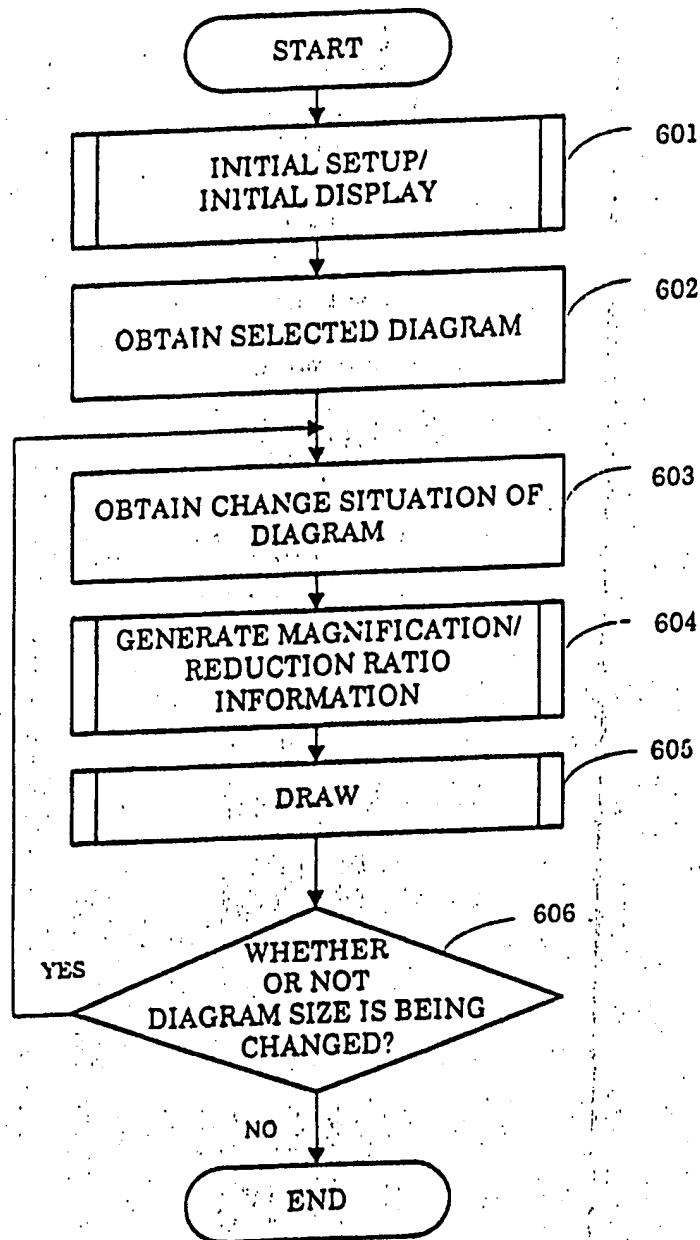 START
INITIAL SETUP/
INITIAL DISPLAY
601
OBTAIN SELECTED DIAGRAM
602
OBTAIN CHANGE SITUATION OF
DIAGRAM
603
GENERATE MAGNIFICATION/
REDUCTION RATIO
INFORMATION
604
DRAW
605
WHETHER
OR NOT
DIAGRAM SIZE IS BEING
CHANGED?
606
YES
NO
END